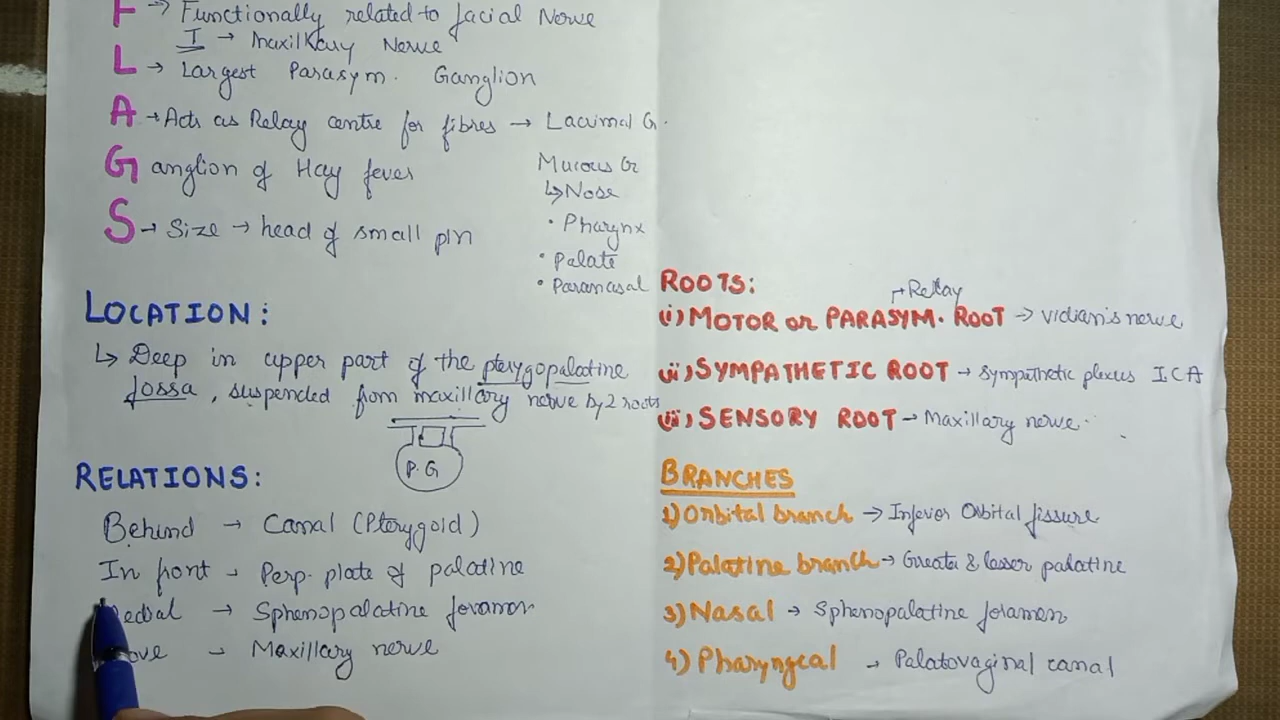 F → Functionally related to facial Nerve
I → Maxillary Nerve
L → Largest Parasym. Ganglion
A → Acts as Relay centre for fibres → Lacrimal G.
Mucous G
↳ Nose
• Pharynx
• Palate
• Paranasal
G anglion of Hay fever
S → Size → head of small pin
LOCATION:
↳ Deep in upper part of the pterygopalatine
fossa, suspended from maxillary nerve by 2 roots
P.G
RELATIONS:
Behind → Canal (Pterygoid)
In front - Perp. plate of palatine
Medial → Sphenopalatine foramen
ove - Maxillary nerve
ROOTS:
Relay
(i) MOTOR or PARASYM. ROOT → Vidian's nerve
(ii) SYMPATHETIC ROOT → Sympathetic plexus ICA
(iii) SENSORY ROOT → Maxillary nerve.
BRANCHES
1) Orbital branch → Inferior Orbital fissure
2) Palatine branch → Greater & lesser palatine
3) Nasal → Sphenopalatine foramen
4) Pharyngeal → Palatovaginal canal